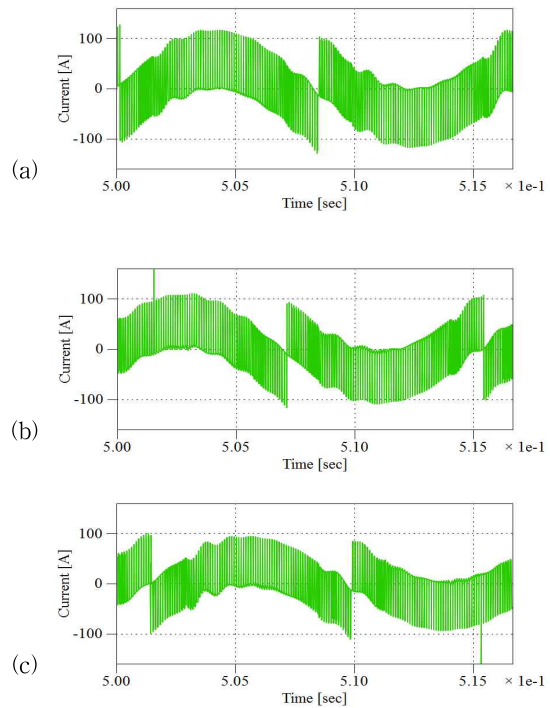 Current [A]
100
0
-100
(a)
5.00 5.05 5.10 5.15 × 1e-1
Time [sec]
Current [A]
100
0
-100
(b)
5.00 5.05 5.10 5.15 × 1e-1
Time [sec]
Current [A]
100
0
-100
(c)
5.00 5.05 5.10 5.15 × 1e-1
Time [sec]